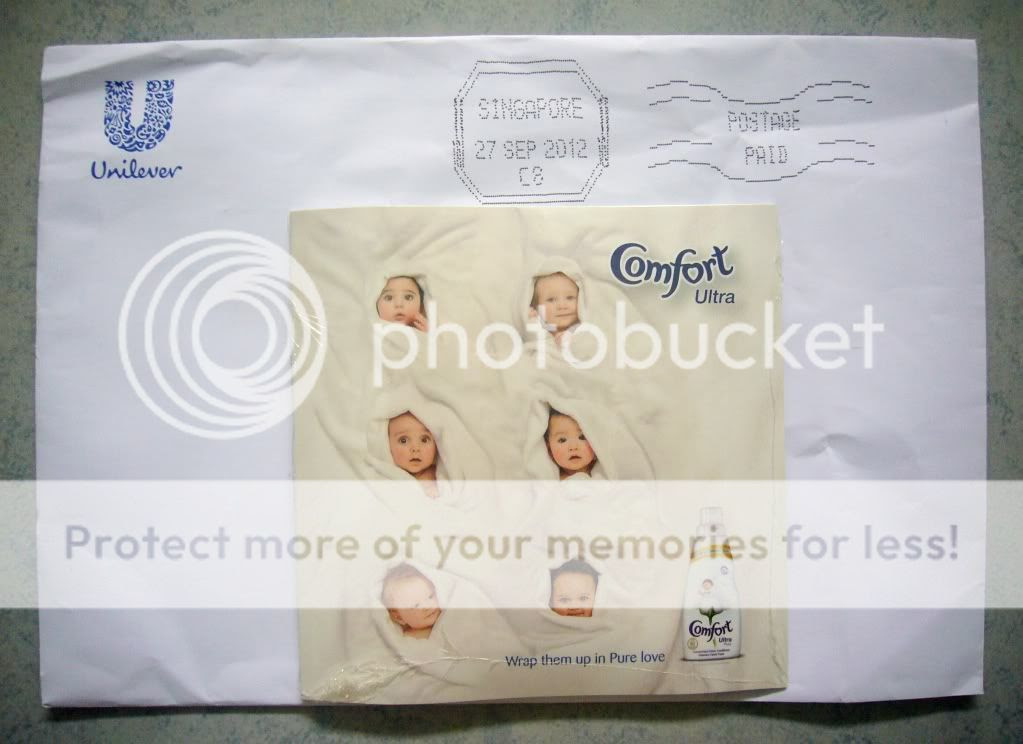 Unilever
SINGAPORE
27 SEP 2012
C8
POSTAGE
PAID
Comfort
Ultra
photobucket
Protect more of your memories for less!
Comfort
Ultra
Wrap them up in Pure love